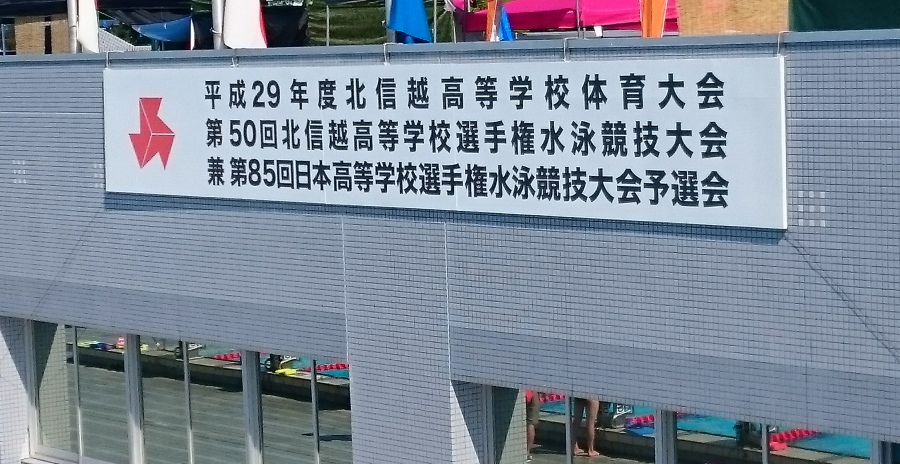 平成29年度北信越高等学校体育大会
第50回北信越高等学校選手権水泳競技大会
兼第85回日本高等学校選手権水泳競技大会予選会